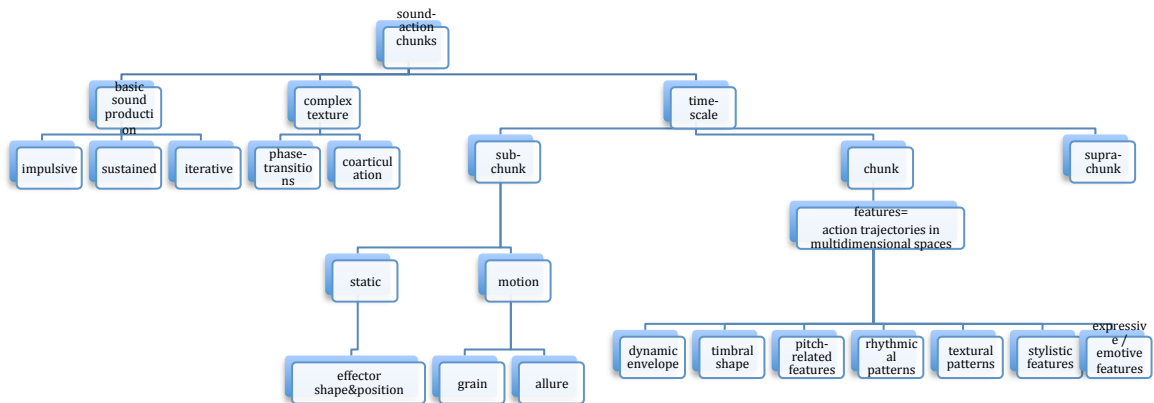 sound-
action
chunks
basic
sound
producti
on
complex
texture
time-
scale
impulsive
sustained
iterative
phase-
transitio
ns
coarticul
ation
sub-
chunk
chunk
supra-
chunk
features=
action trajectories in
multidimensional spaces
static
motion
effector
shape&position
grain
allure
dynamic
envelope
timbral
shape
pitch-
related
features
rhythmic
al
patterns
textural
patterns
stylistic
features
expressiv
e /
emotive
features